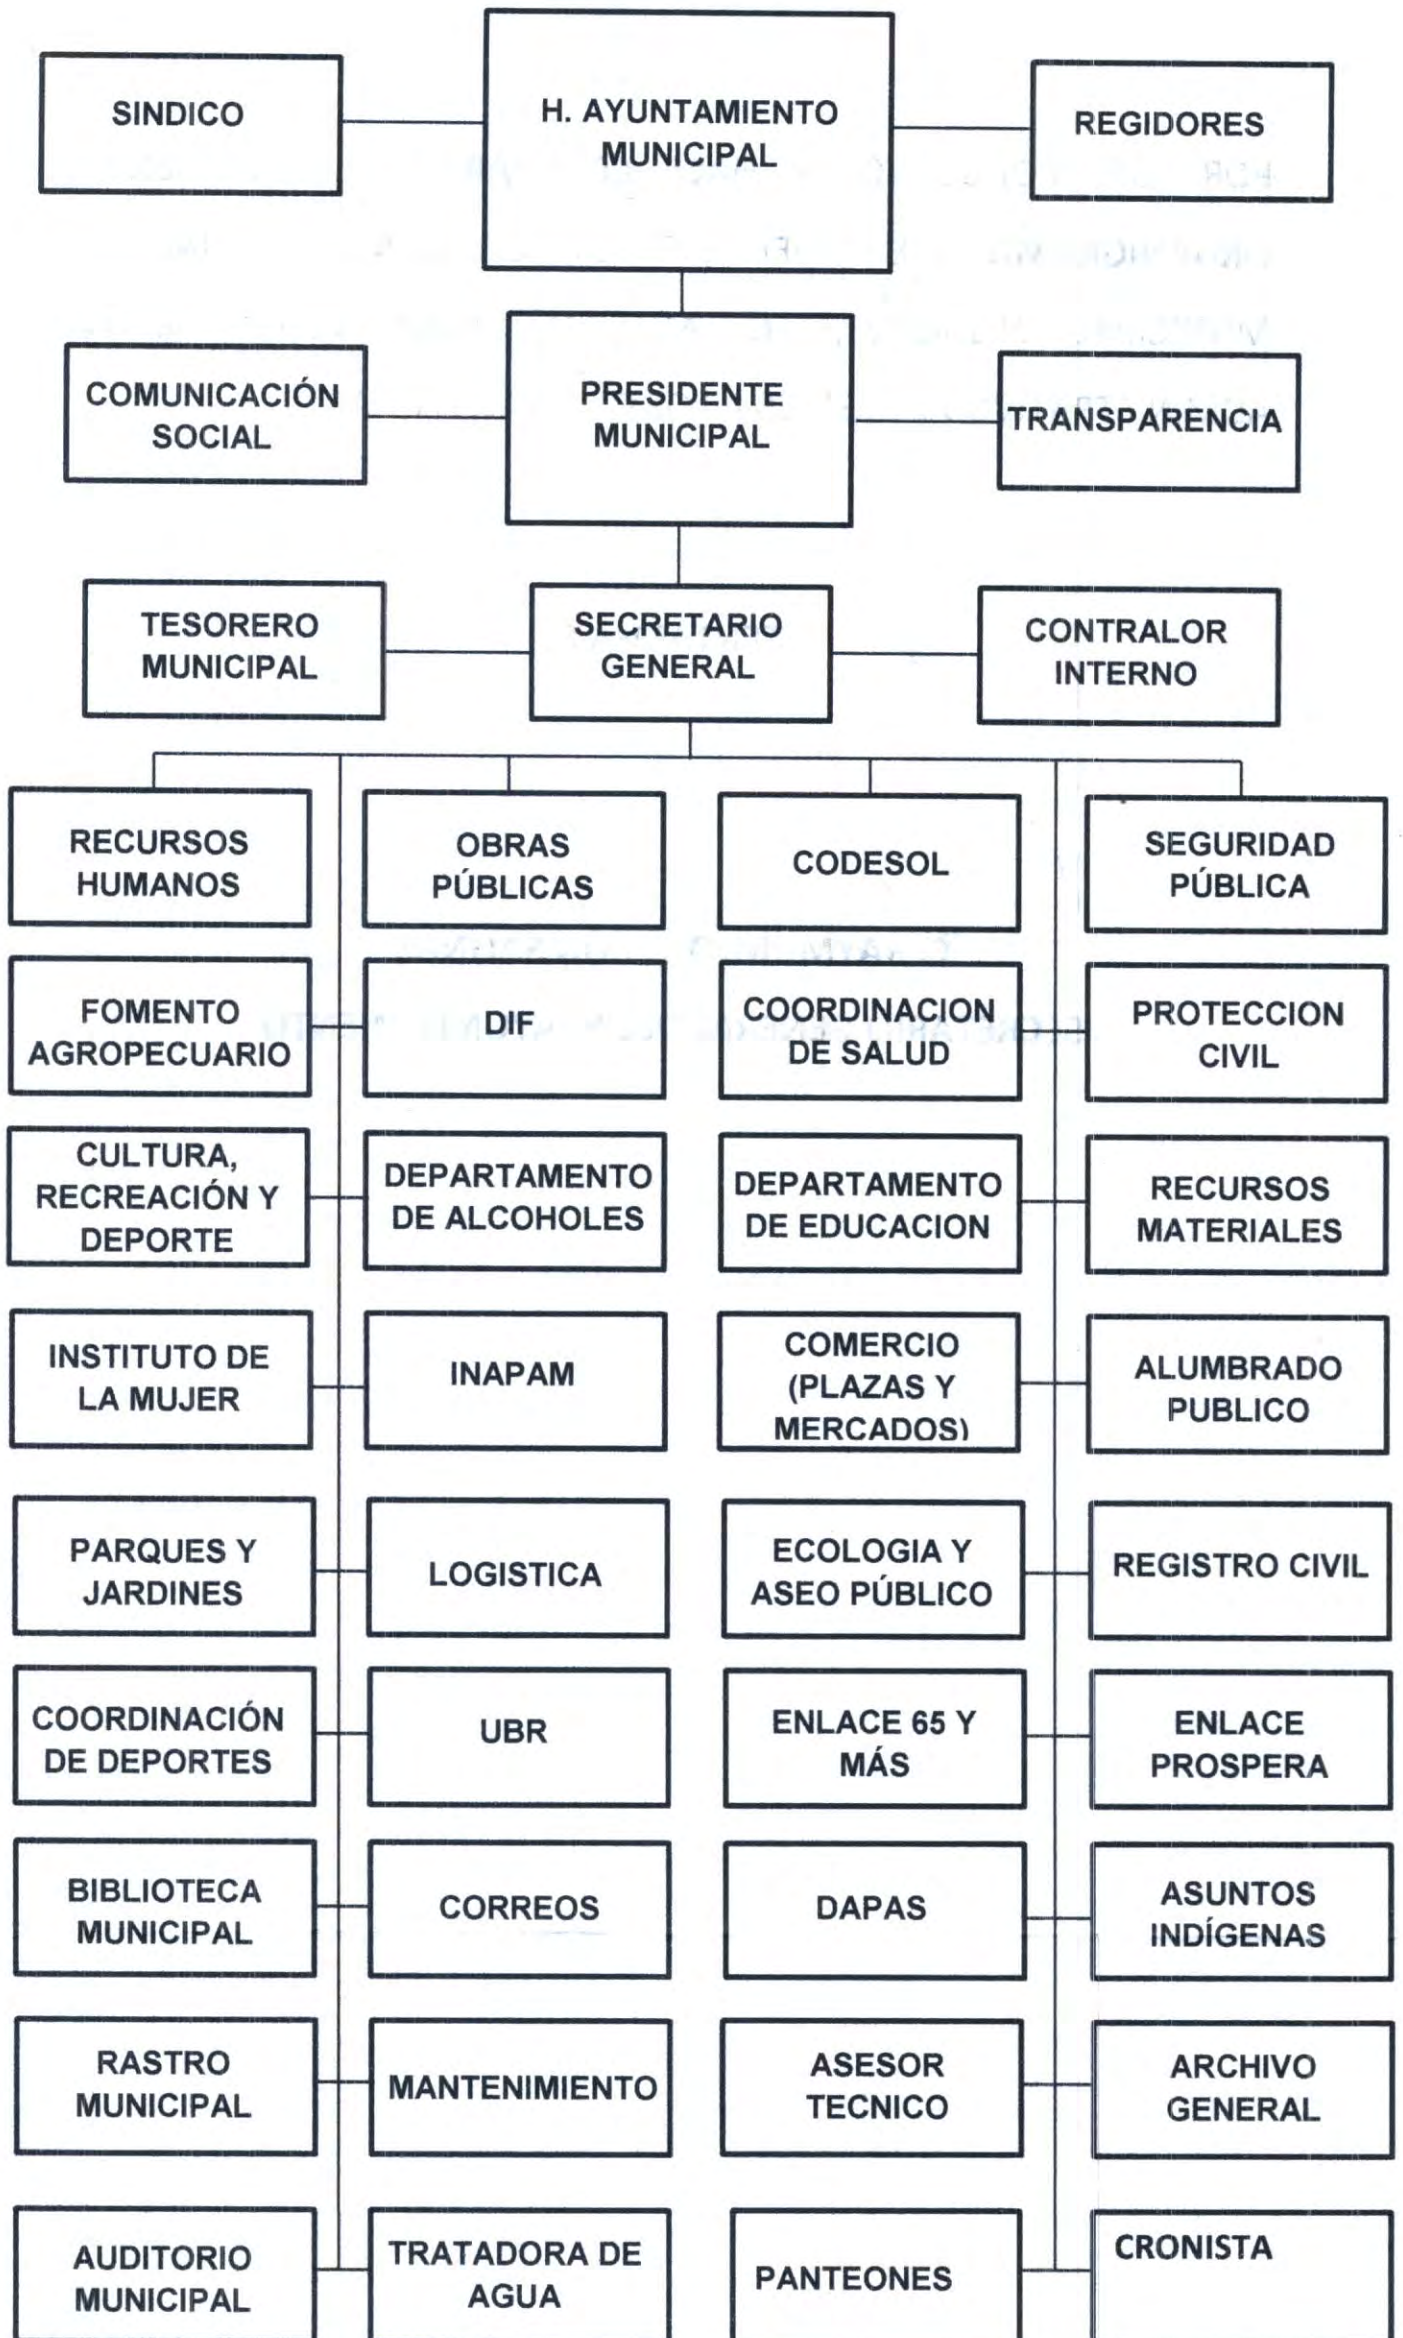 SINDICO
H. AYUNTAMIENTO
MUNICIPAL
REGIDORES
COMUNICACIÓN
SOCIAL
PRESIDENTE
MUNICIPAL
TRANSPARENCIA
TESORERO
MUNICIPAL
SECRETARIO
GENERAL
CONTRALOR
INTERNO
RECURSOS
HUMANOS
OBRAS
PÚBLICAS
CODESOL
SEGURIDAD
PÚBLICA
FOMENTO
AGROPECUARIO
DIF
COORDINACION
DE SALUD
PROTECCION
CIVIL
CULTURA,
RECREACIÓN Y
DEPORTE
DEPARTAMENTO
DE ALCOHOLES
DEPARTAMENTO
DE EDUCACION
RECURSOS
MATERIALES
INSTITUTO DE
LA MUJER
INAPAM
COMERCIO
(PLAZAS Y
MERCADOS)
ALUMBRADO
PUBLICO
PARQUES Y
JARDINES
LOGISTICA
ECOLOGIA Y
ASEO PÚBLICO
REGISTRO CIVIL
COORDINACIÓN
DE DEPORTES
UBR
ENLACE 65 Y
MÁS
ENLACE
PROSPERA
BIBLIOTECA
MUNICIPAL
CORREOS
DAPAS
ASUNTOS
INDÍGENAS
RASTRO
MUNICIPAL
MANTENIMIENTO
ASESOR
TECNICO
ARCHIVO
GENERAL
AUDITORIO
MUNICIPAL
TRATADORA DE
AGUA
PANTEONES
CRONISTA